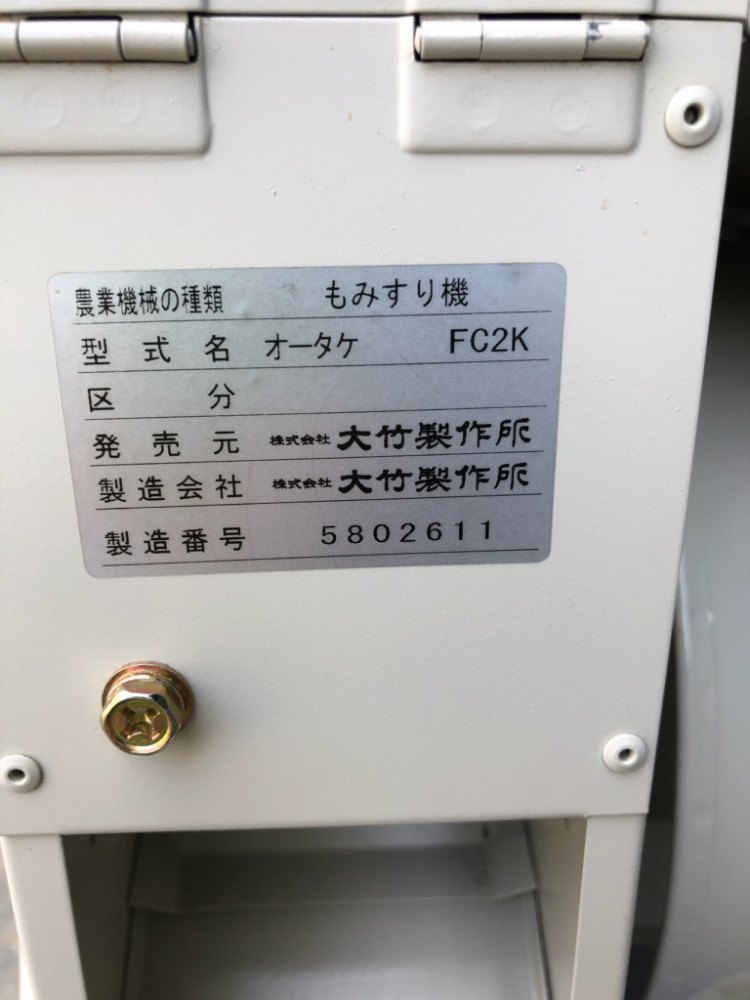 農業機械の種類 もみすり機
型式名 オータケ FC2K
区分
発売元 株式会社 大竹製作所
製造会社 株式会社 大竹製作所
製造番号 5802611